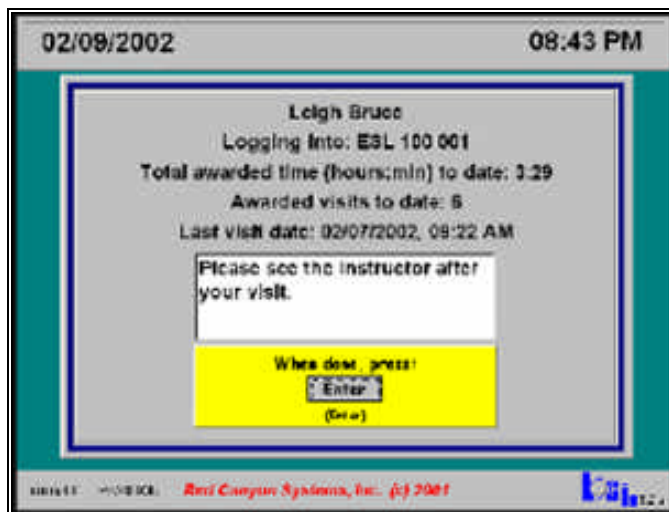 02/09/2002
08:43 PM
Leigh Bruce
Logging Into: ESL 100 001
Total awarded time (hours:min) to date: 3:29
Awarded visits to date: 6
Last visit date: 02/07/2002, 09:22 AM
Please see the instructor after
your visit.
When done, press:
Enter
(Enter)
Red Canyon Systems, Inc. (c) 2001